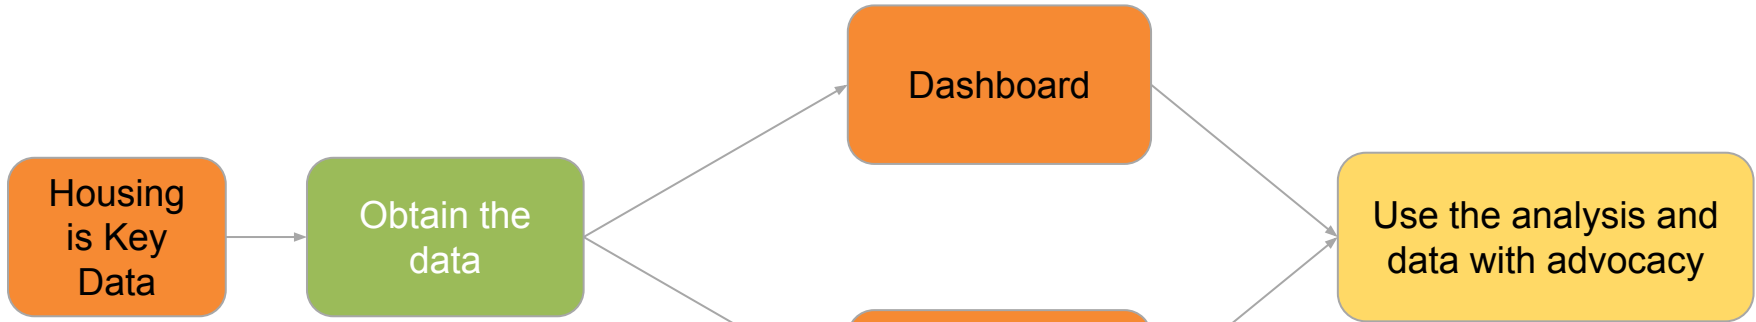 Dashboard
Housing
is Key
Data
Obtain the
data
Use the analysis and
data with advocacy